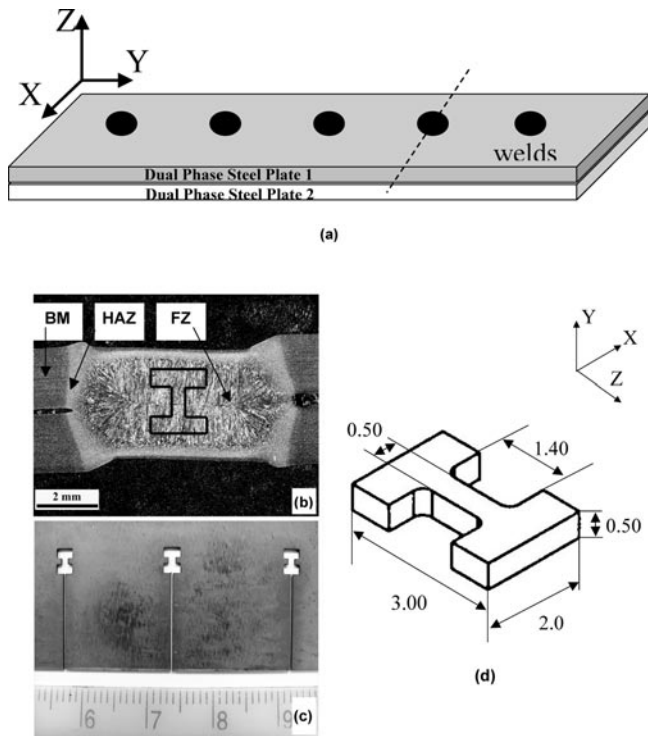 Z
Y
X
welds
Dual Phase Steel Plate 1
Dual Phase Steel Plate 2
(a)
BM
HAZ
FZ
2 mm
(b)
6 7 8 9
(c)
Y
X
Z
0.50
1.40
0.50
3.00
2.0
(d)